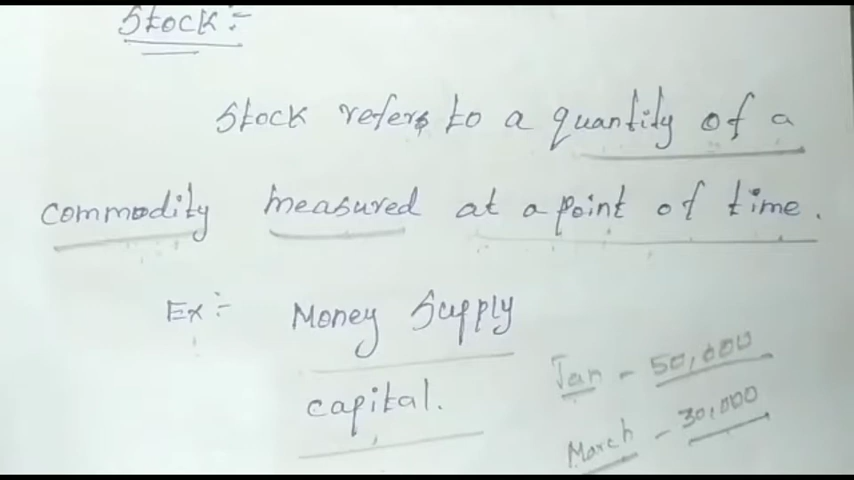 Stock:-
Stock refers to a quantity of a
commodity measured at a point of time.
Ex:- Money Supply
capital.
Jan - 50,000
March - 30,000